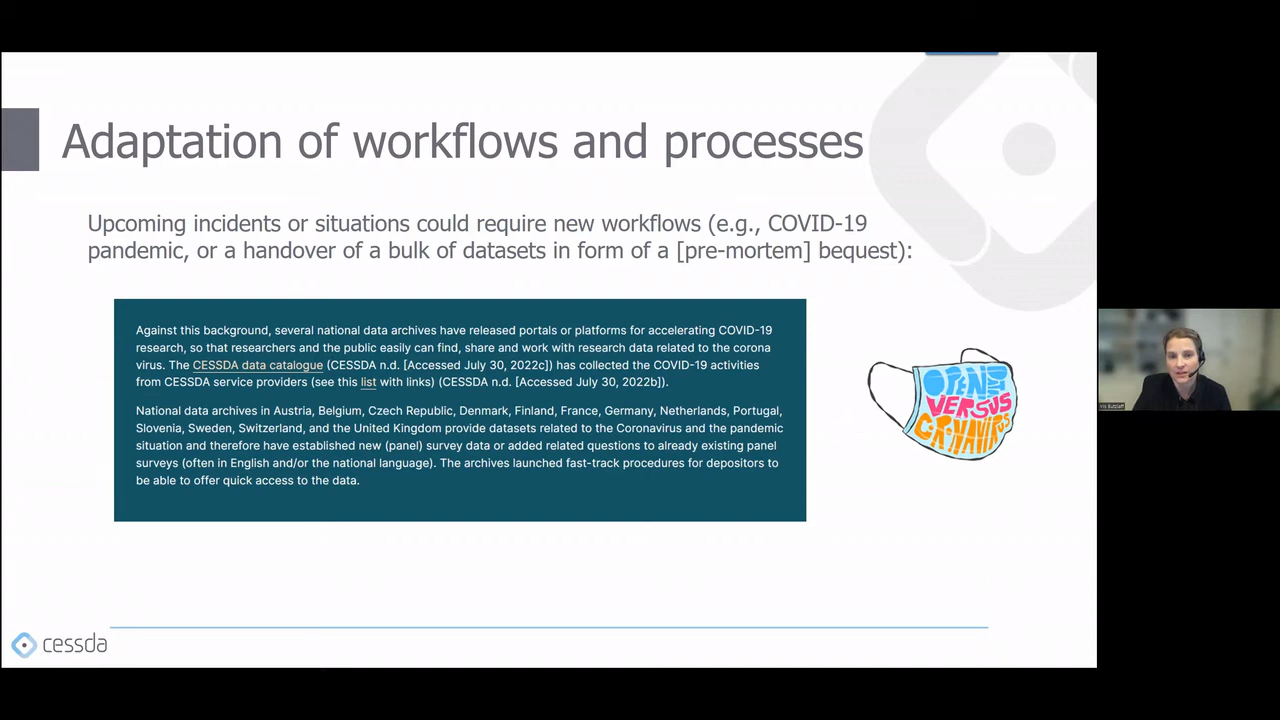 Adaptation of workflows and processes
Upcoming incidents or situations could require new workflows (e.g., COVID-19
pandemic, or a handover of a bulk of datasets in form of a [pre-mortem] bequest):
Against this background, several national data archives have released portals or platforms for accelerating COVID-19
research, so that researchers and the public easily can find, share and work with research data related to the corona
virus. The CESSDA data catalogue (CESSDA n.d. [Accessed July 30, 2022c]) has collected the COVID-19 activities
from CESSDA service providers (see this list with links) (CESSDA n.d. [Accessed July 30, 2022b]).
National data archives in Austria, Belgium, Czech Republic, Denmark, Finland, France, Germany, Netherlands, Portugal,
Slovenia, Sweden, Switzerland, and the United Kingdom provide datasets related to the Coronavirus and the pandemic
situation and therefore have established new (panel) survey data or added related questions to already existing panel
surveys (often in English and/or the national language). The archives launched fast-track procedures for depositors to
be able to offer quick access to the data.
OPEN
VERSUS
CORONAVIRUS
cessda